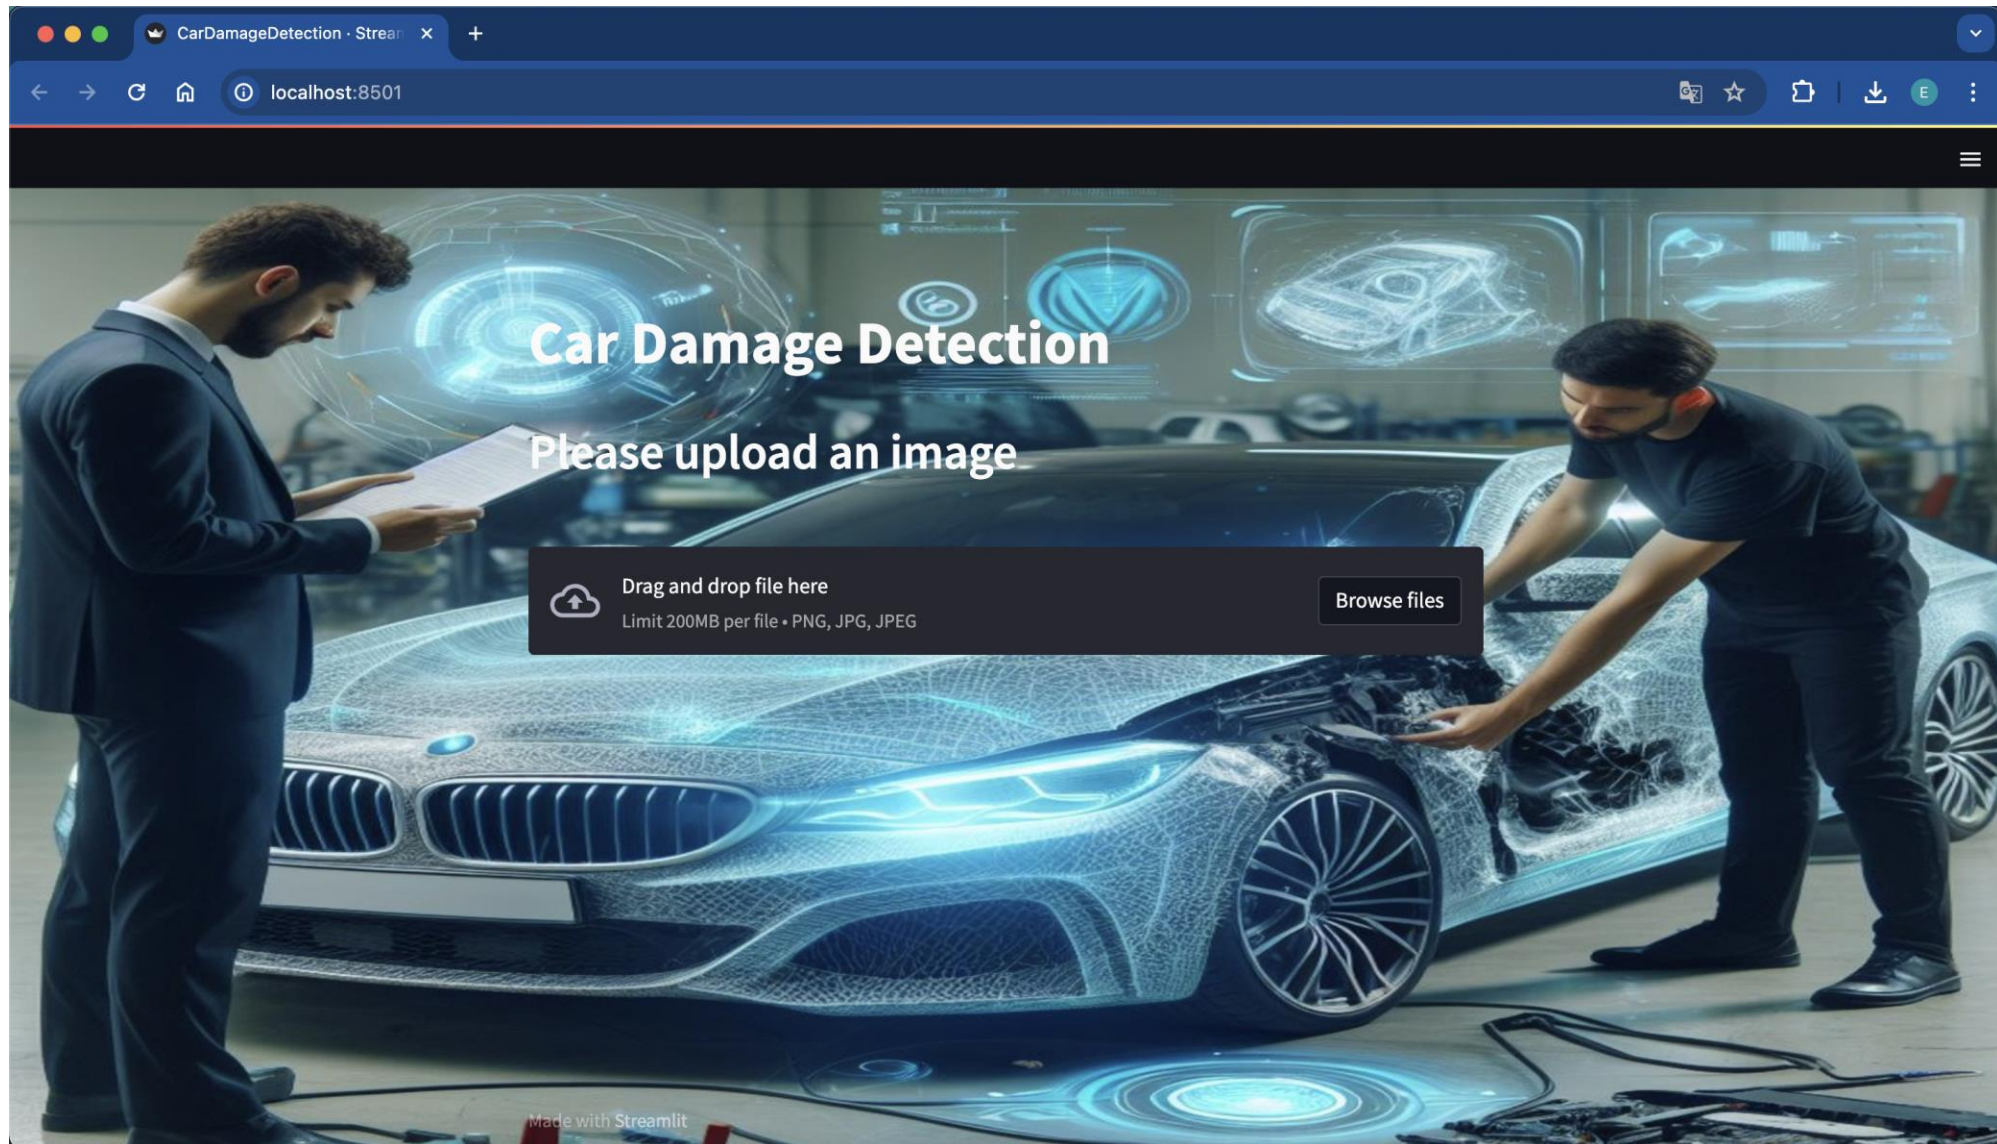 CarDamageDetection · Strean
localhost:8501
E
Car Damage Detection
Please upload an image
Drag and drop file here
Limit 200MB per file • PNG, JPG, JPEG
Browse files
Made with Streamlit